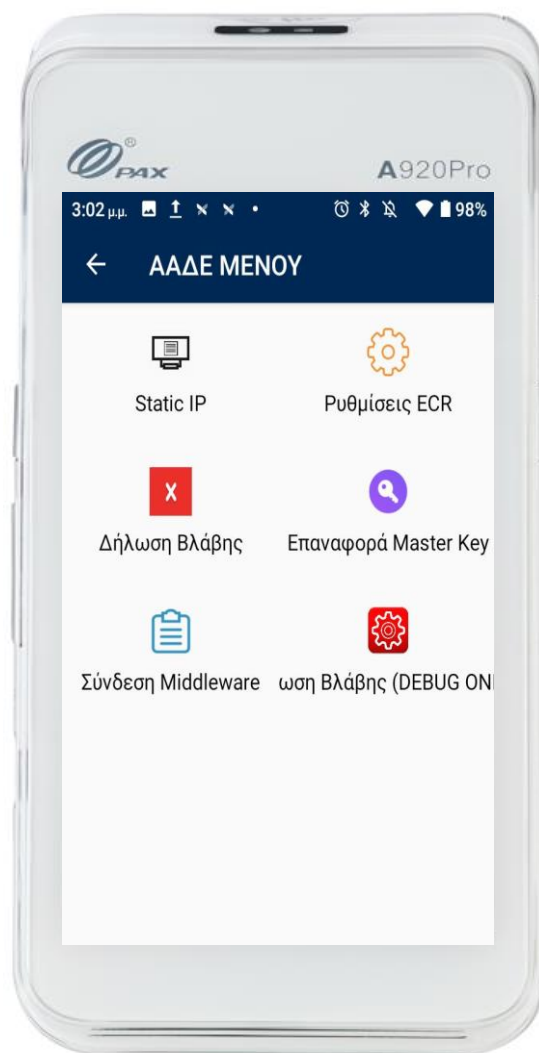 PAX®
A920Pro
3:02 μ.μ. 98%
ΑΑΔΕ ΜΕΝΟΥ
Static IP
Ρυθμίσεις ECR
Δήλωση Βλάβης
Επαναφορά Master Key
Σύνδεση Middleware
ωση Βλάβης (DEBUG ON